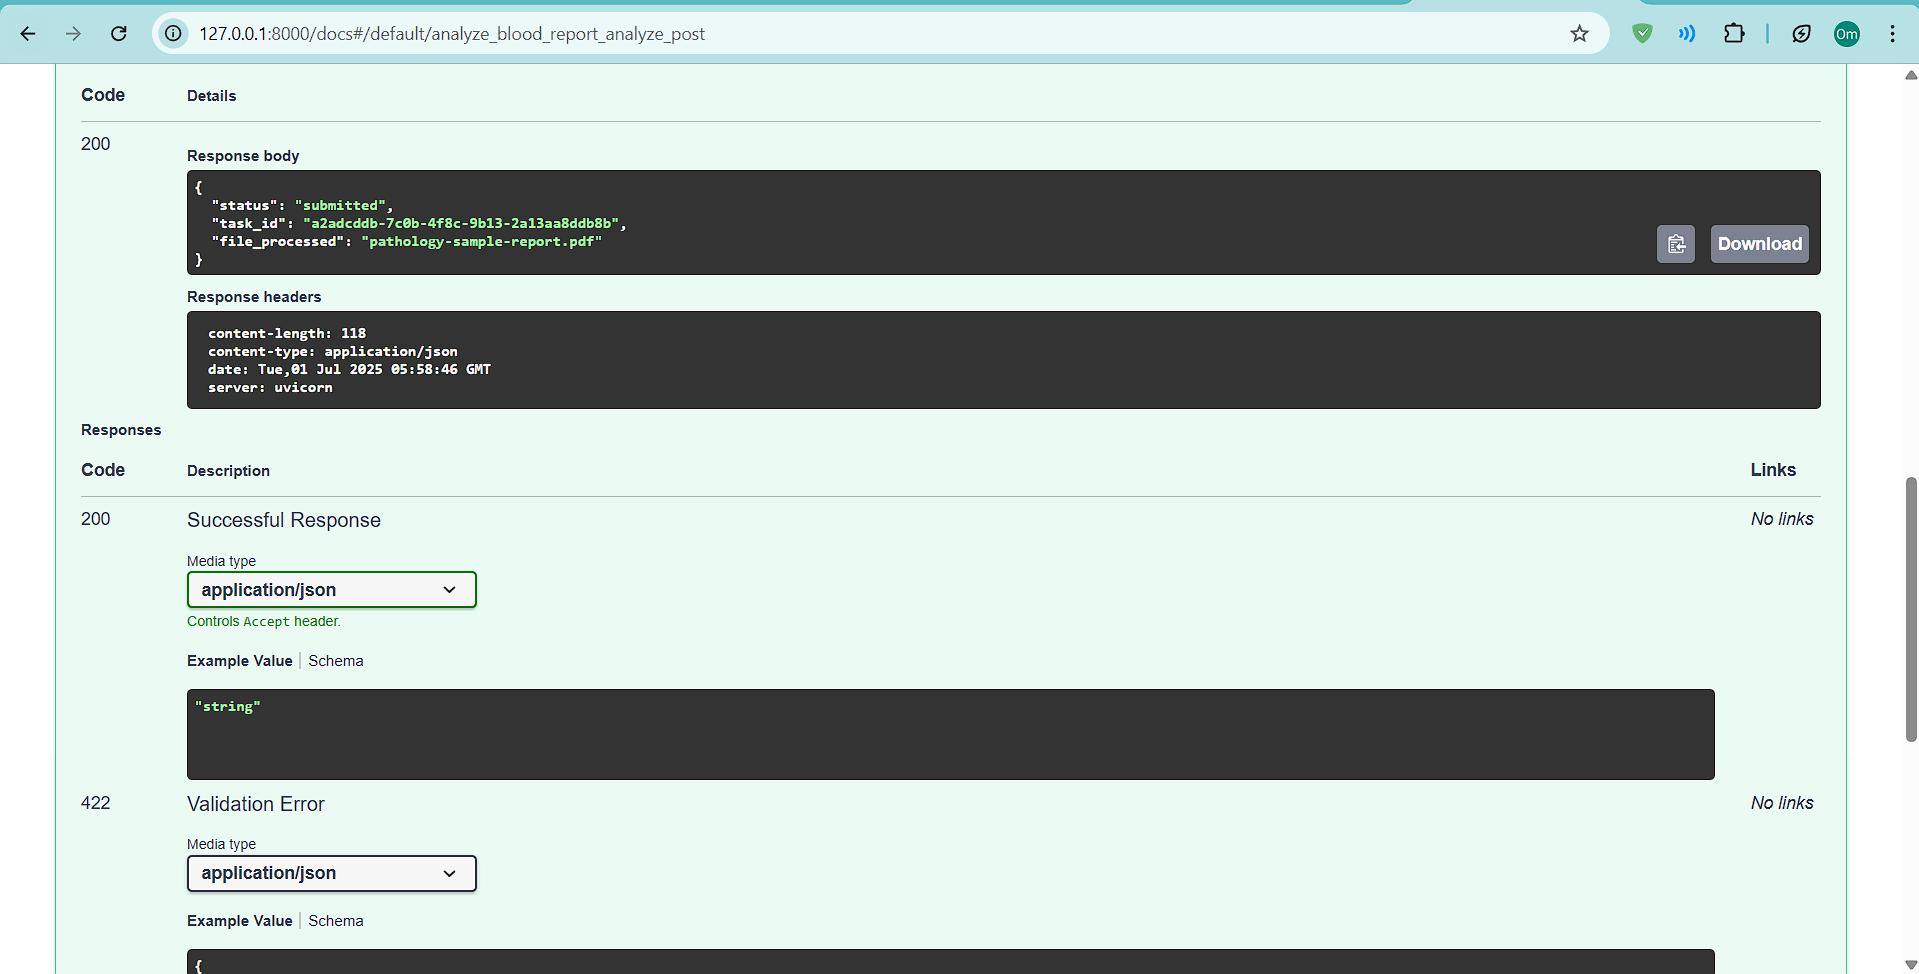 127.0.0.1:8000/docs#/default/analyze_blood_report_analyze_post
Om
Code Details
200
Response body
{
"status": "submitted",
"task_id": "a2adcddb-7c0b-4f8c-9b13-2a13aa8ddb8b",
"file_processed": "pathology-sample-report.pdf"
}
Download
Response headers
content-length: 118
content-type: application/json
date: Tue,01 Jul 2025 05:58:46 GMT
server: uvicorn
Responses
Code Description Links
200 Successful Response No links
Media type
application/json
Controls Accept header.
Example Value Schema
"string"
422 Validation Error No links
Media type
application/json
Example Value Schema
{